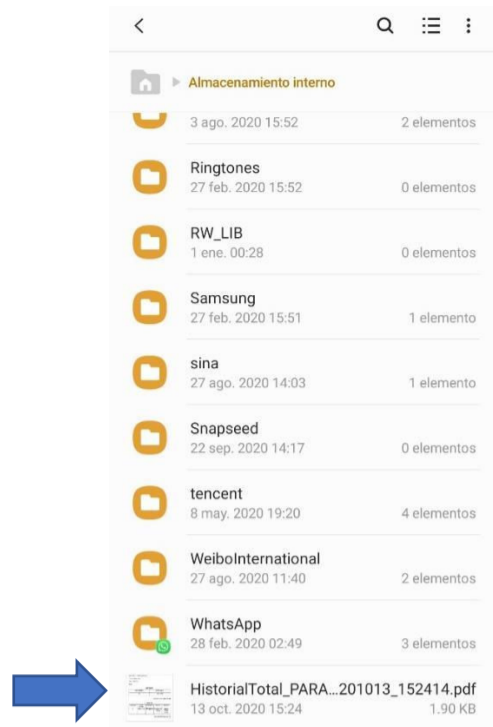 Almacenamiento interno
3 ago. 2020 15:52 2 elementos
Ringtones
27 feb. 2020 15:52 0 elementos
RW_LIB
1 ene. 00:28 0 elementos
Samsung
27 feb. 2020 15:51 1 elemento
sina
27 ago. 2020 14:03 1 elemento
Snapseed
22 sep. 2020 14:17 0 elementos
tencent
8 may. 2020 19:20 4 elementos
WeiboInternational
27 ago. 2020 11:40 2 elementos
WhatsApp
28 feb. 2020 02:49 3 elementos
HistorialTotal_PARA...201013_152414.pdf
13 oct. 2020 15:24 1.90 KB